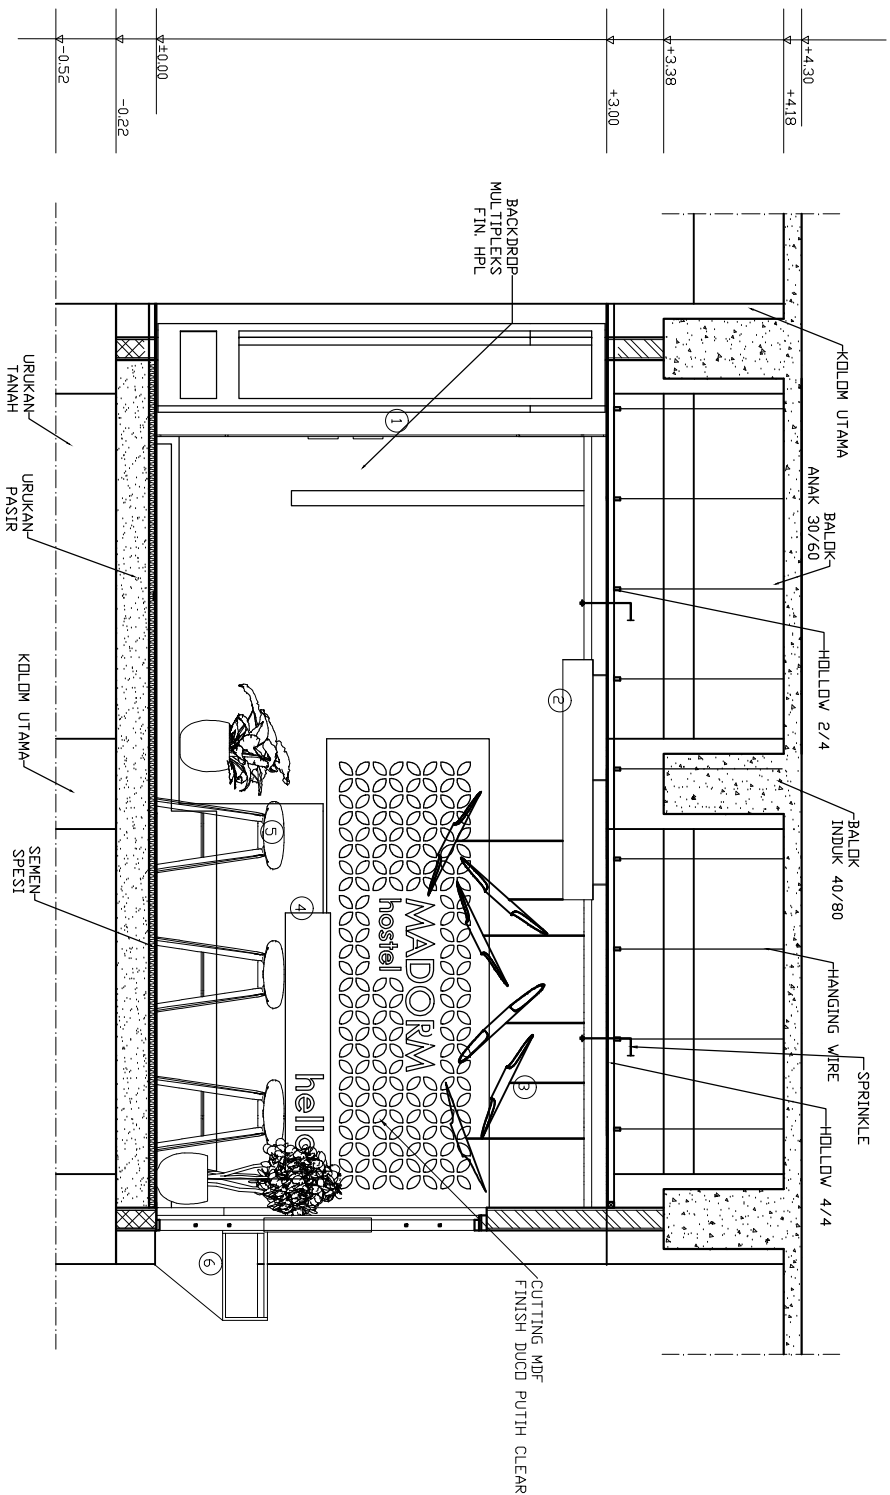 +4.30
+4.18
+3.38
+3.00
±0.00
-0.22
-0.52
KOLOM UTAMA
BALOK
ANAK 30/60
HOLLOW 2/4
BALOK
INDUK 40/80
HANGING WIRE
SPRINKLE
HOLLOW 4/4
BACKDROP
MULTIPLEKS
FIN. HPL
1
2
3
4
5
6
MADORM
hostel
hello
CUTTING MDF
FINISH DUCO PUTIH CLEAR
URUKAN
TANAH
URUKAN
PASIR
KOLOM UTAMA
SEMEN
SPESI